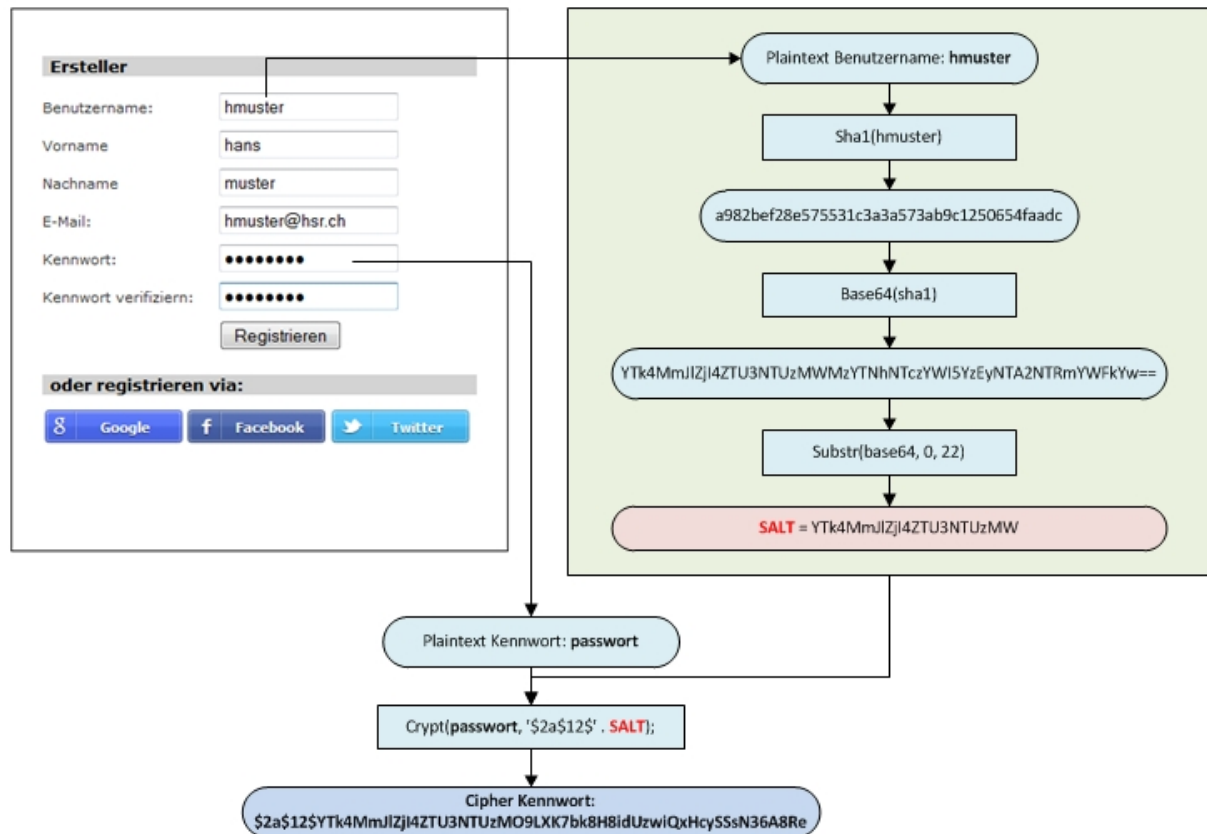 Ersteller
Benutzername: hmuster
Vorname hans
Nachname muster
E-Mail: hmuster@hsr.ch
Kennwort: ●●●●●●●●
Kennwort verifiziern: ●●●●●●●●
Registrieren
oder registrieren via:
8 Google
f Facebook
Twitter
Plaintext Benutzername: hmuster
Sha1(hmuster)
a982bef28e575531c3a3a573ab9c1250654faadc
Base64(sha1)
YTk4MmJlZjI4ZTU3NTUzMWMzYTNhNTczYWI5YzEyNTA2NTRmYWFkYw==
Substr(base64, 0, 22)
SALT = YTk4MmJlZjI4ZTU3NTUzMW
Plaintext Kennwort: passwort
Crypt(passwort, '$2a$12$' . SALT);
Cipher Kennwort:
$2a$12$YTk4MmJlZjI4ZTU3NTUzMO9LXK7bk8H8idUzwiQxHcySSsN36A8Re